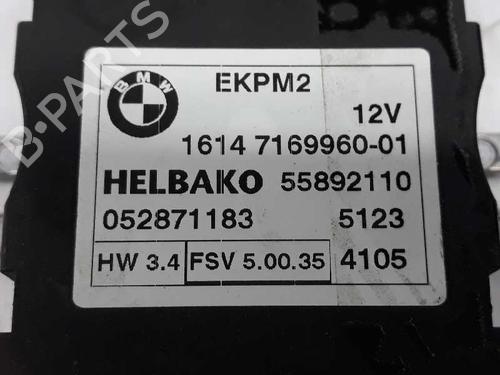 B-PARTS
BMW
EKPM2
12V
1614 7169960-01
HELBAKO 55892110
052871183 5123
HW 3.4 FSV 5.00.35 4105